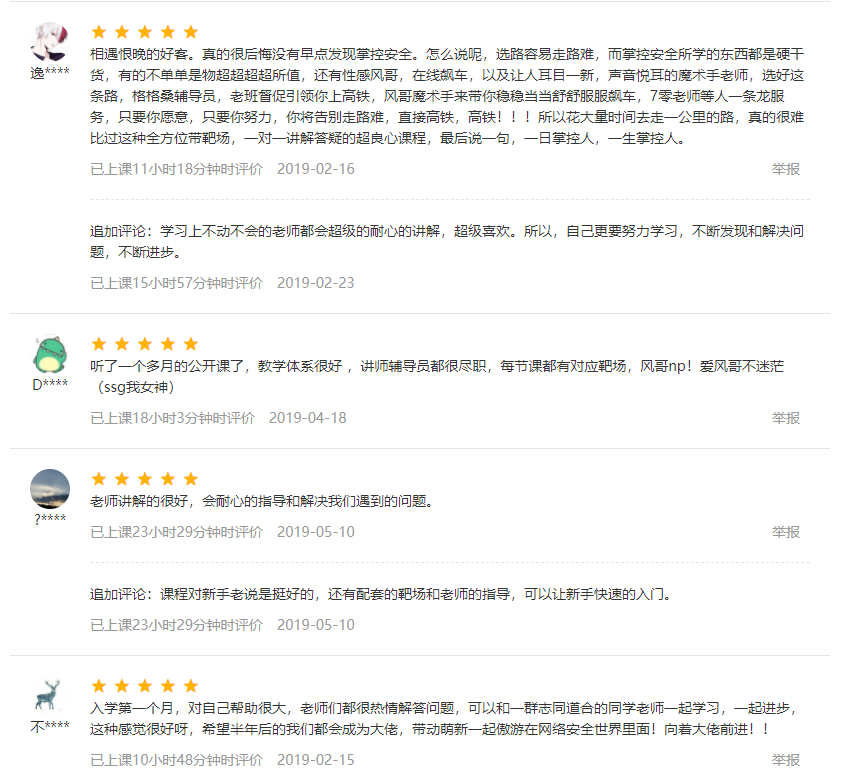 相遇恨晚的好客。真的很后悔没有早点发现掌控安全。怎么说呢，选路容易走路难，而掌控安全所学的东西都是硬干
货，有的不单单是物超超超超所值，还有性感风哥，在线飙车，以及让人耳目一新，声音悦耳的魔术手老师，选好这
逸****
条路，格格桑辅导员，老班督促引领你上高铁，风哥魔术手来带你稳稳当当舒舒服服飙车，7零老师等人一条龙服
务，只要你愿意，只要你努力，你将告别走路难，直接高铁，高铁！！！所以花大量时间去走一公里的路，真的很难
比过这种全方位带靶场，一对一讲解答疑的超良心课程，最后说一句，一日掌控人，一生掌控人。
已上课11小时18分钟时评价 2019-02-16 举报
追加评论：学习上不动不会的老师都会超级的耐心的讲解，超级喜欢。所以，自己更要努力学习，不断发现和解决问
题，不断进步。
已上课15小时57分钟时评价 2019-02-23
听了一个多月的公开课了，教学体系很好 ，讲师辅导员都很尽职，每节课都有对应靶场，风哥np！爱风哥不迷茫
D****
（ssg我女神）
已上课18小时3分钟时评价 2019-04-18 举报
老师讲解的很好，会耐心的指导和解决我们遇到的问题。
?****
已上课23小时29分钟时评价 2019-05-10 举报
追加评论：课程对新手老说是挺好的，还有配套的靶场和老师的指导，可以让新手快速的入门。
已上课23小时29分钟时评价 2019-05-10
入学第一个月，对自己帮助很大，老师们都很热情解答问题，可以和一群志同道合的同学老师一起学习，一起进步，
不****
这种感觉很好呀，希望半年后的我们都会成为大佬，带动萌新一起傲游在网络安全世界里面！向着大佬前进！！
已上课10小时48分钟时评价 2019-02-15 举报